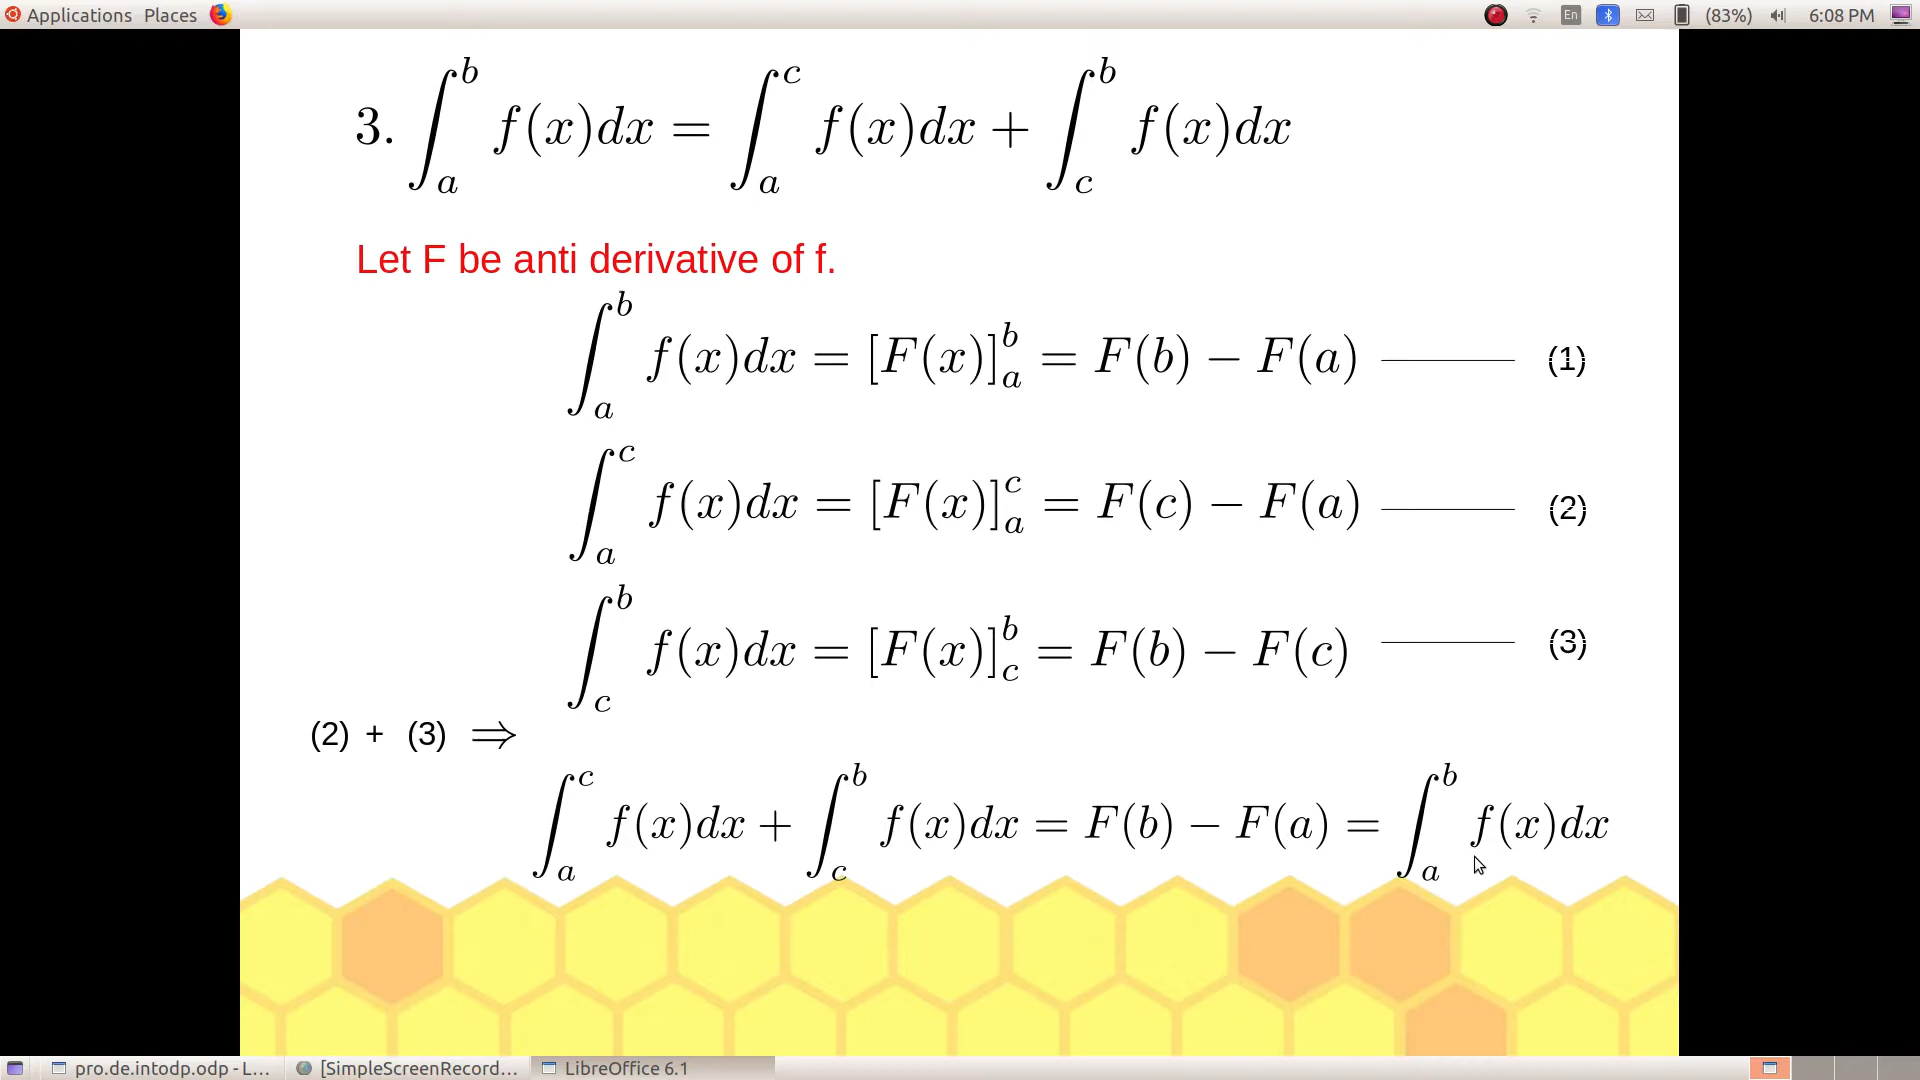 Applications Places En (83%) 6:08 PM
3. ∫_a^b f(x)dx = ∫_a^c f(x)dx + ∫_c^b f(x)dx
Let F be anti derivative of f.
∫_a^b f(x)dx = [F(x)]_a^b = F(b) − F(a) ——— (1)
∫_a^c f(x)dx = [F(x)]_a^c = F(c) − F(a) ——— (2)
∫_c^b f(x)dx = [F(x)]_c^b = F(b) − F(c) ——— (3)
(2) + (3) ⇒
∫_a^c f(x)dx + ∫_c^b f(x)dx = F(b) − F(a) = ∫_a^b f(x)dx
pro.de.intodp.odp - L... [SimpleScreenRecord... LibreOffice 6.1